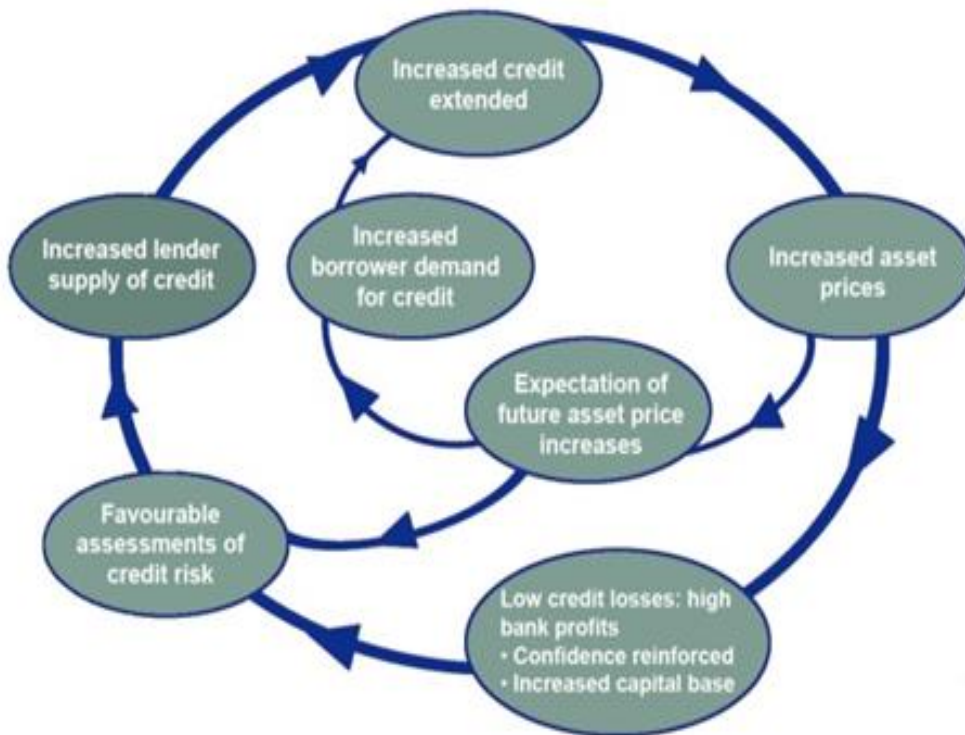 Increased credit
extended
Increased lender
supply of credit
Increased
borrower demand
for credit
Increased asset
prices
Expectation of
future asset price
increases
Favourable
assessments of
credit risk
Low credit losses: high
bank profits
• Confidence reinforced
• Increased capital base